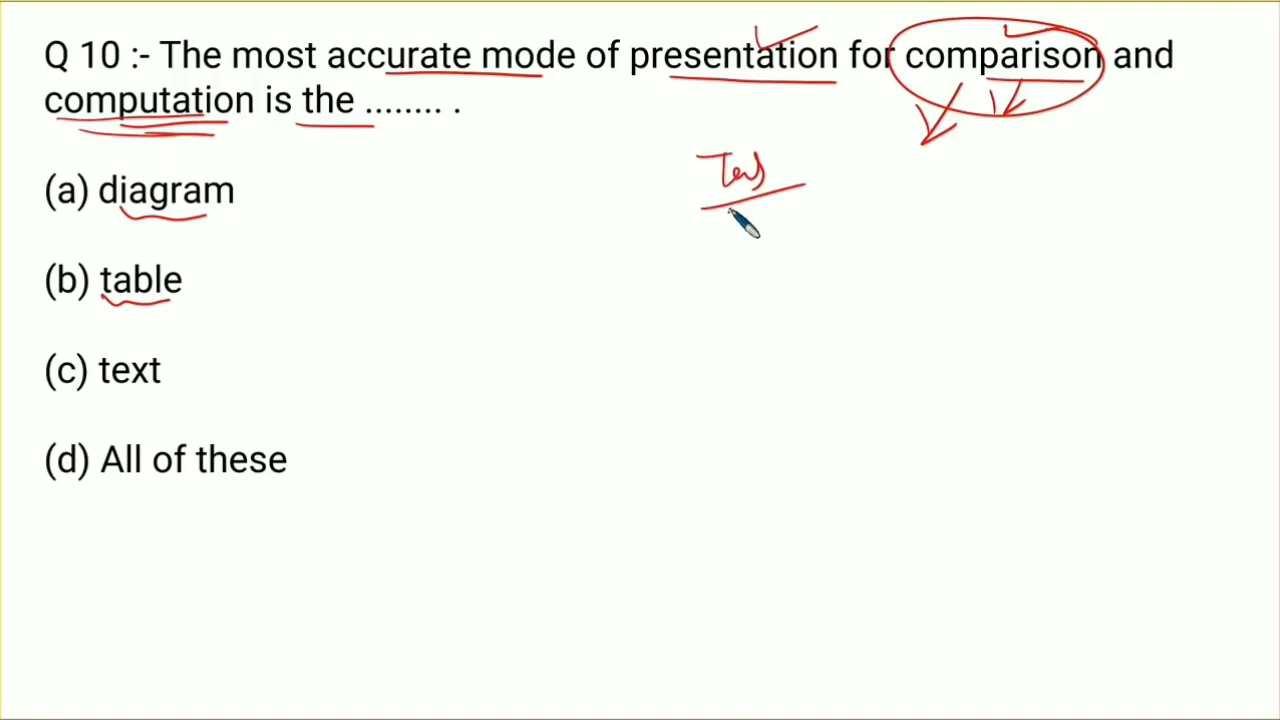 Q 10 :- The most accurate mode of presentation for comparison and
computation is the ........ .
(a) diagram
(b) table
(c) text
(d) All of these